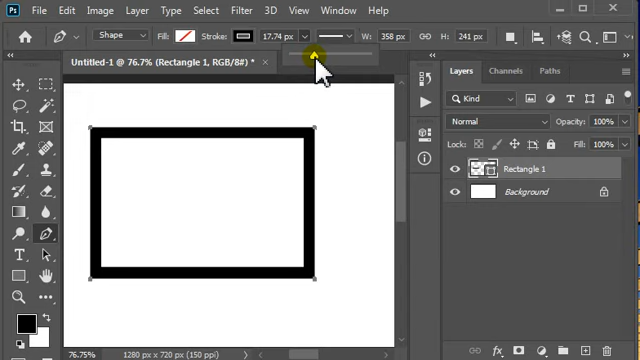 Ps File Edit Image Layer Type Select Filter 3D View Window Help
Shape Fill: Stroke: 17.74 px W: 358 px H: 241 px
Untitled-1 @ 76.7% (Rectangle 1, RGB/8#) * ×
Layers Channels Paths
Kind
Normal Opacity: 100%
Lock: Fill: 100%
Rectangle 1
Background
fx
76.75% 1280 px x 720 px (150 ppi)